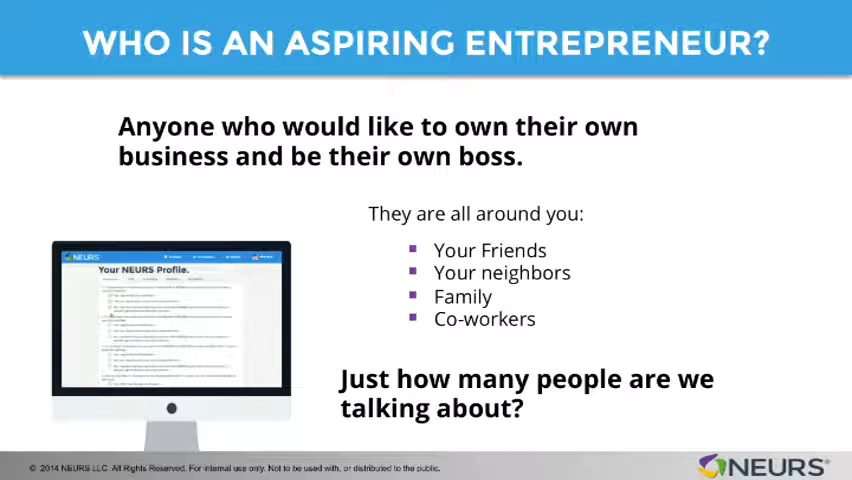 WHO IS AN ASPIRING ENTREPRENEUR?
Anyone who would like to own their own
business and be their own boss.
They are all around you:
Your Friends
Your neighbors
Family
Co-workers
NEURS
Your NEURS Profile.
Just how many people are we
talking about?
© 2014 NEURS LLC. All Rights Reserved. For internal use only. Not to be used with, or distributed to the public.
NEURS®